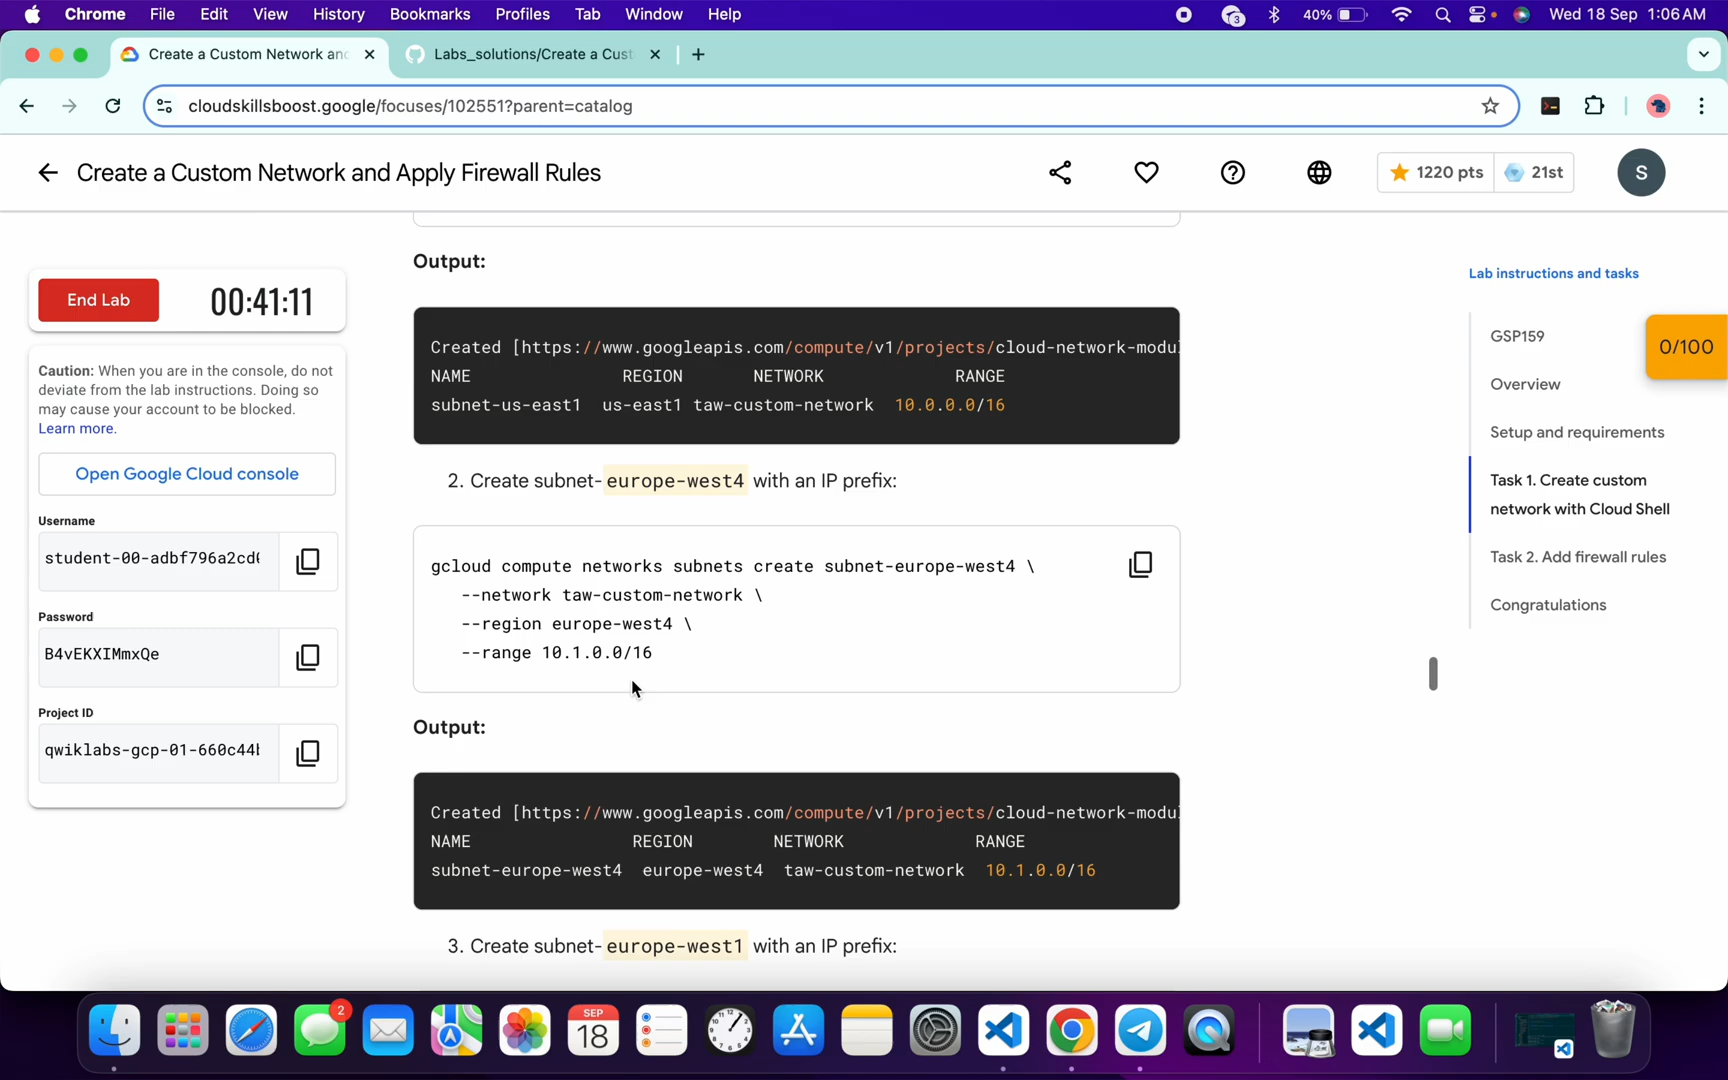 Chrome File Edit View History Bookmarks Profiles Tab Window Help 3 40% Wed 18 Sep 1:06 AM
Create a Custom Network an Labs_solutions/Create a Cust
cloudskillsboost.google/focuses/102551?parent=catalog
Create a Custom Network and Apply Firewall Rules 1220 pts 21st S
End Lab 00:41:11
Caution: When you are in the console, do not
deviate from the lab instructions. Doing so
may cause your account to be blocked.
Learn more.
Open Google Cloud console
Username
student-00-adbf796a2cd
Password
B4vEKXIMmxQe
Project ID
qwiklabs-gcp-01-660c44
Output:
Created [https://www.googleapis.com/compute/v1/projects/cloud-network-modu
NAME REGION NETWORK RANGE
subnet-us-east1 us-east1 taw-custom-network 10.0.0.0/16
2. Create subnet-europe-west4 with an IP prefix:
gcloud compute networks subnets create subnet-europe-west4 \
--network taw-custom-network \
--region europe-west4 \
--range 10.1.0.0/16
Output:
Created [https://www.googleapis.com/compute/v1/projects/cloud-network-modu
NAME REGION NETWORK RANGE
subnet-europe-west4 europe-west4 taw-custom-network 10.1.0.0/16
3. Create subnet-europe-west1 with an IP prefix:
Lab instructions and tasks
GSP159
0/100
Overview
Setup and requirements
Task 1. Create custom
network with Cloud Shell
Task 2. Add firewall rules
Congratulations
2
SEP
18